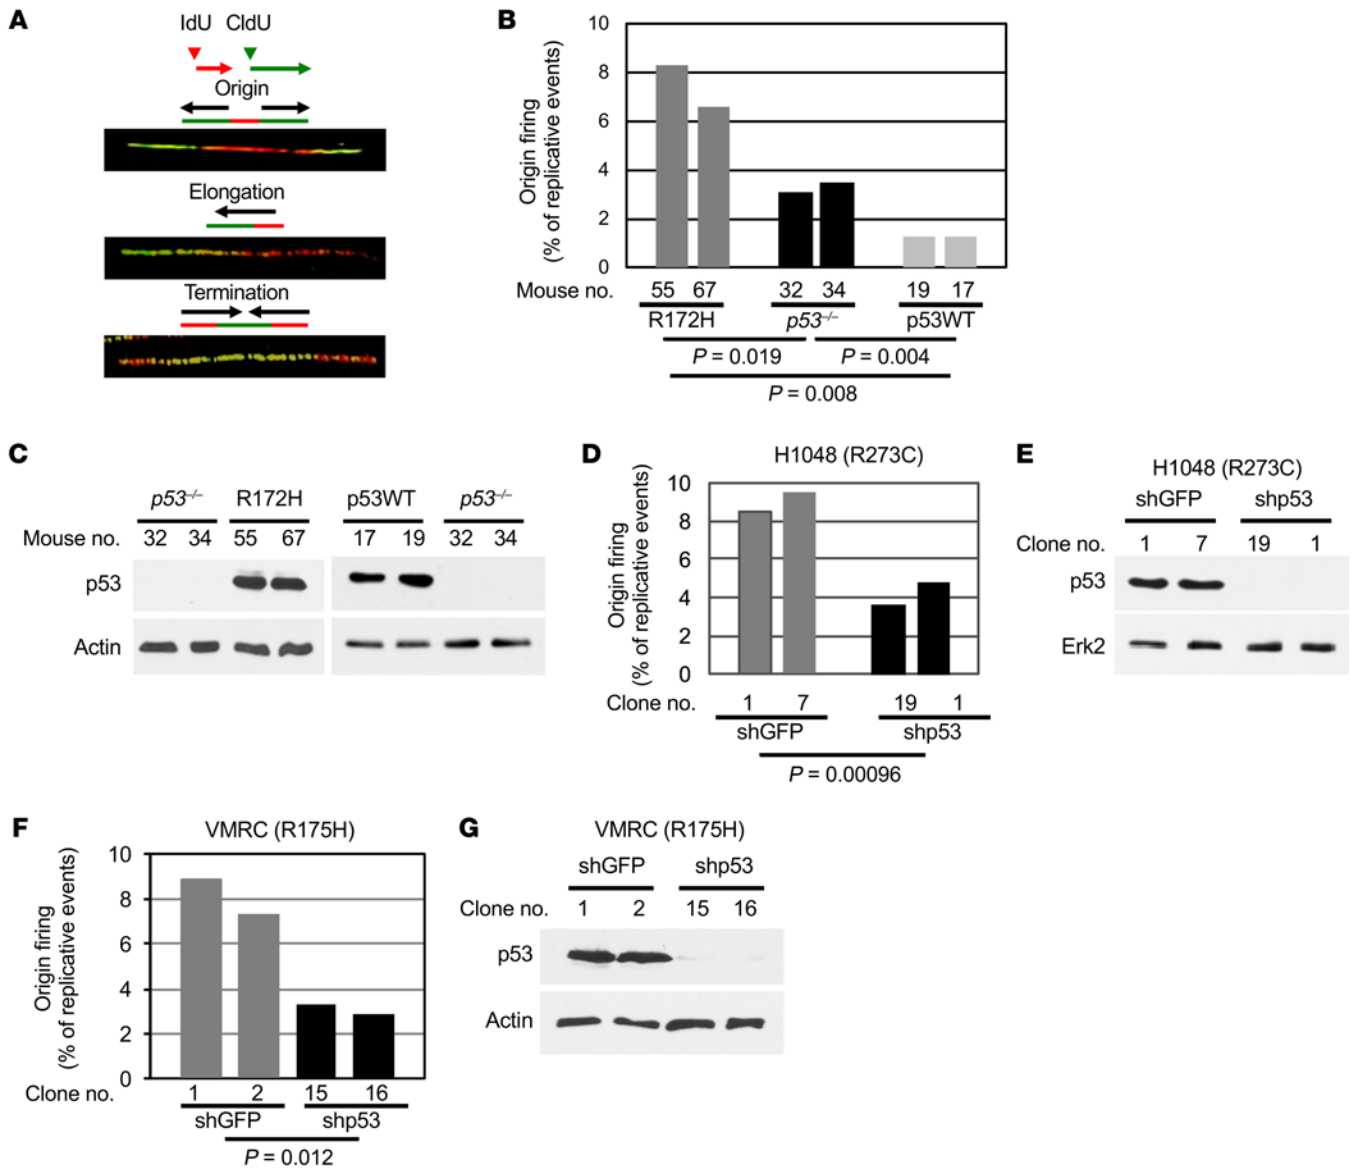 A
IdU CldU
Origin
Elongation
Termination
B
Origin firing
(% of replicative events)
10
8
6
4
2
0
Mouse no. 55 67 32 34 19 17
R172H p53–/– p53WT
P = 0.019 P = 0.004
P = 0.008
C
p53–/– R172H p53WT p53–/–
Mouse no. 32 34 55 67 17 19 32 34
p53
Actin
D
H1048 (R273C)
Origin firing
(% of replicative events)
10
8
6
4
2
0
Clone no. 1 7 19 1
shGFP shp53
P = 0.00096
E
H1048 (R273C)
shGFP shp53
Clone no. 1 7 19 1
p53
Erk2
F
VMRC (R175H)
Origin firing
(% of replicative events)
10
8
6
4
2
0
Clone no. 1 2 15 16
shGFP shp53
P = 0.012
G
VMRC (R175H)
shGFP shp53
Clone no. 1 2 15 16
p53
Actin